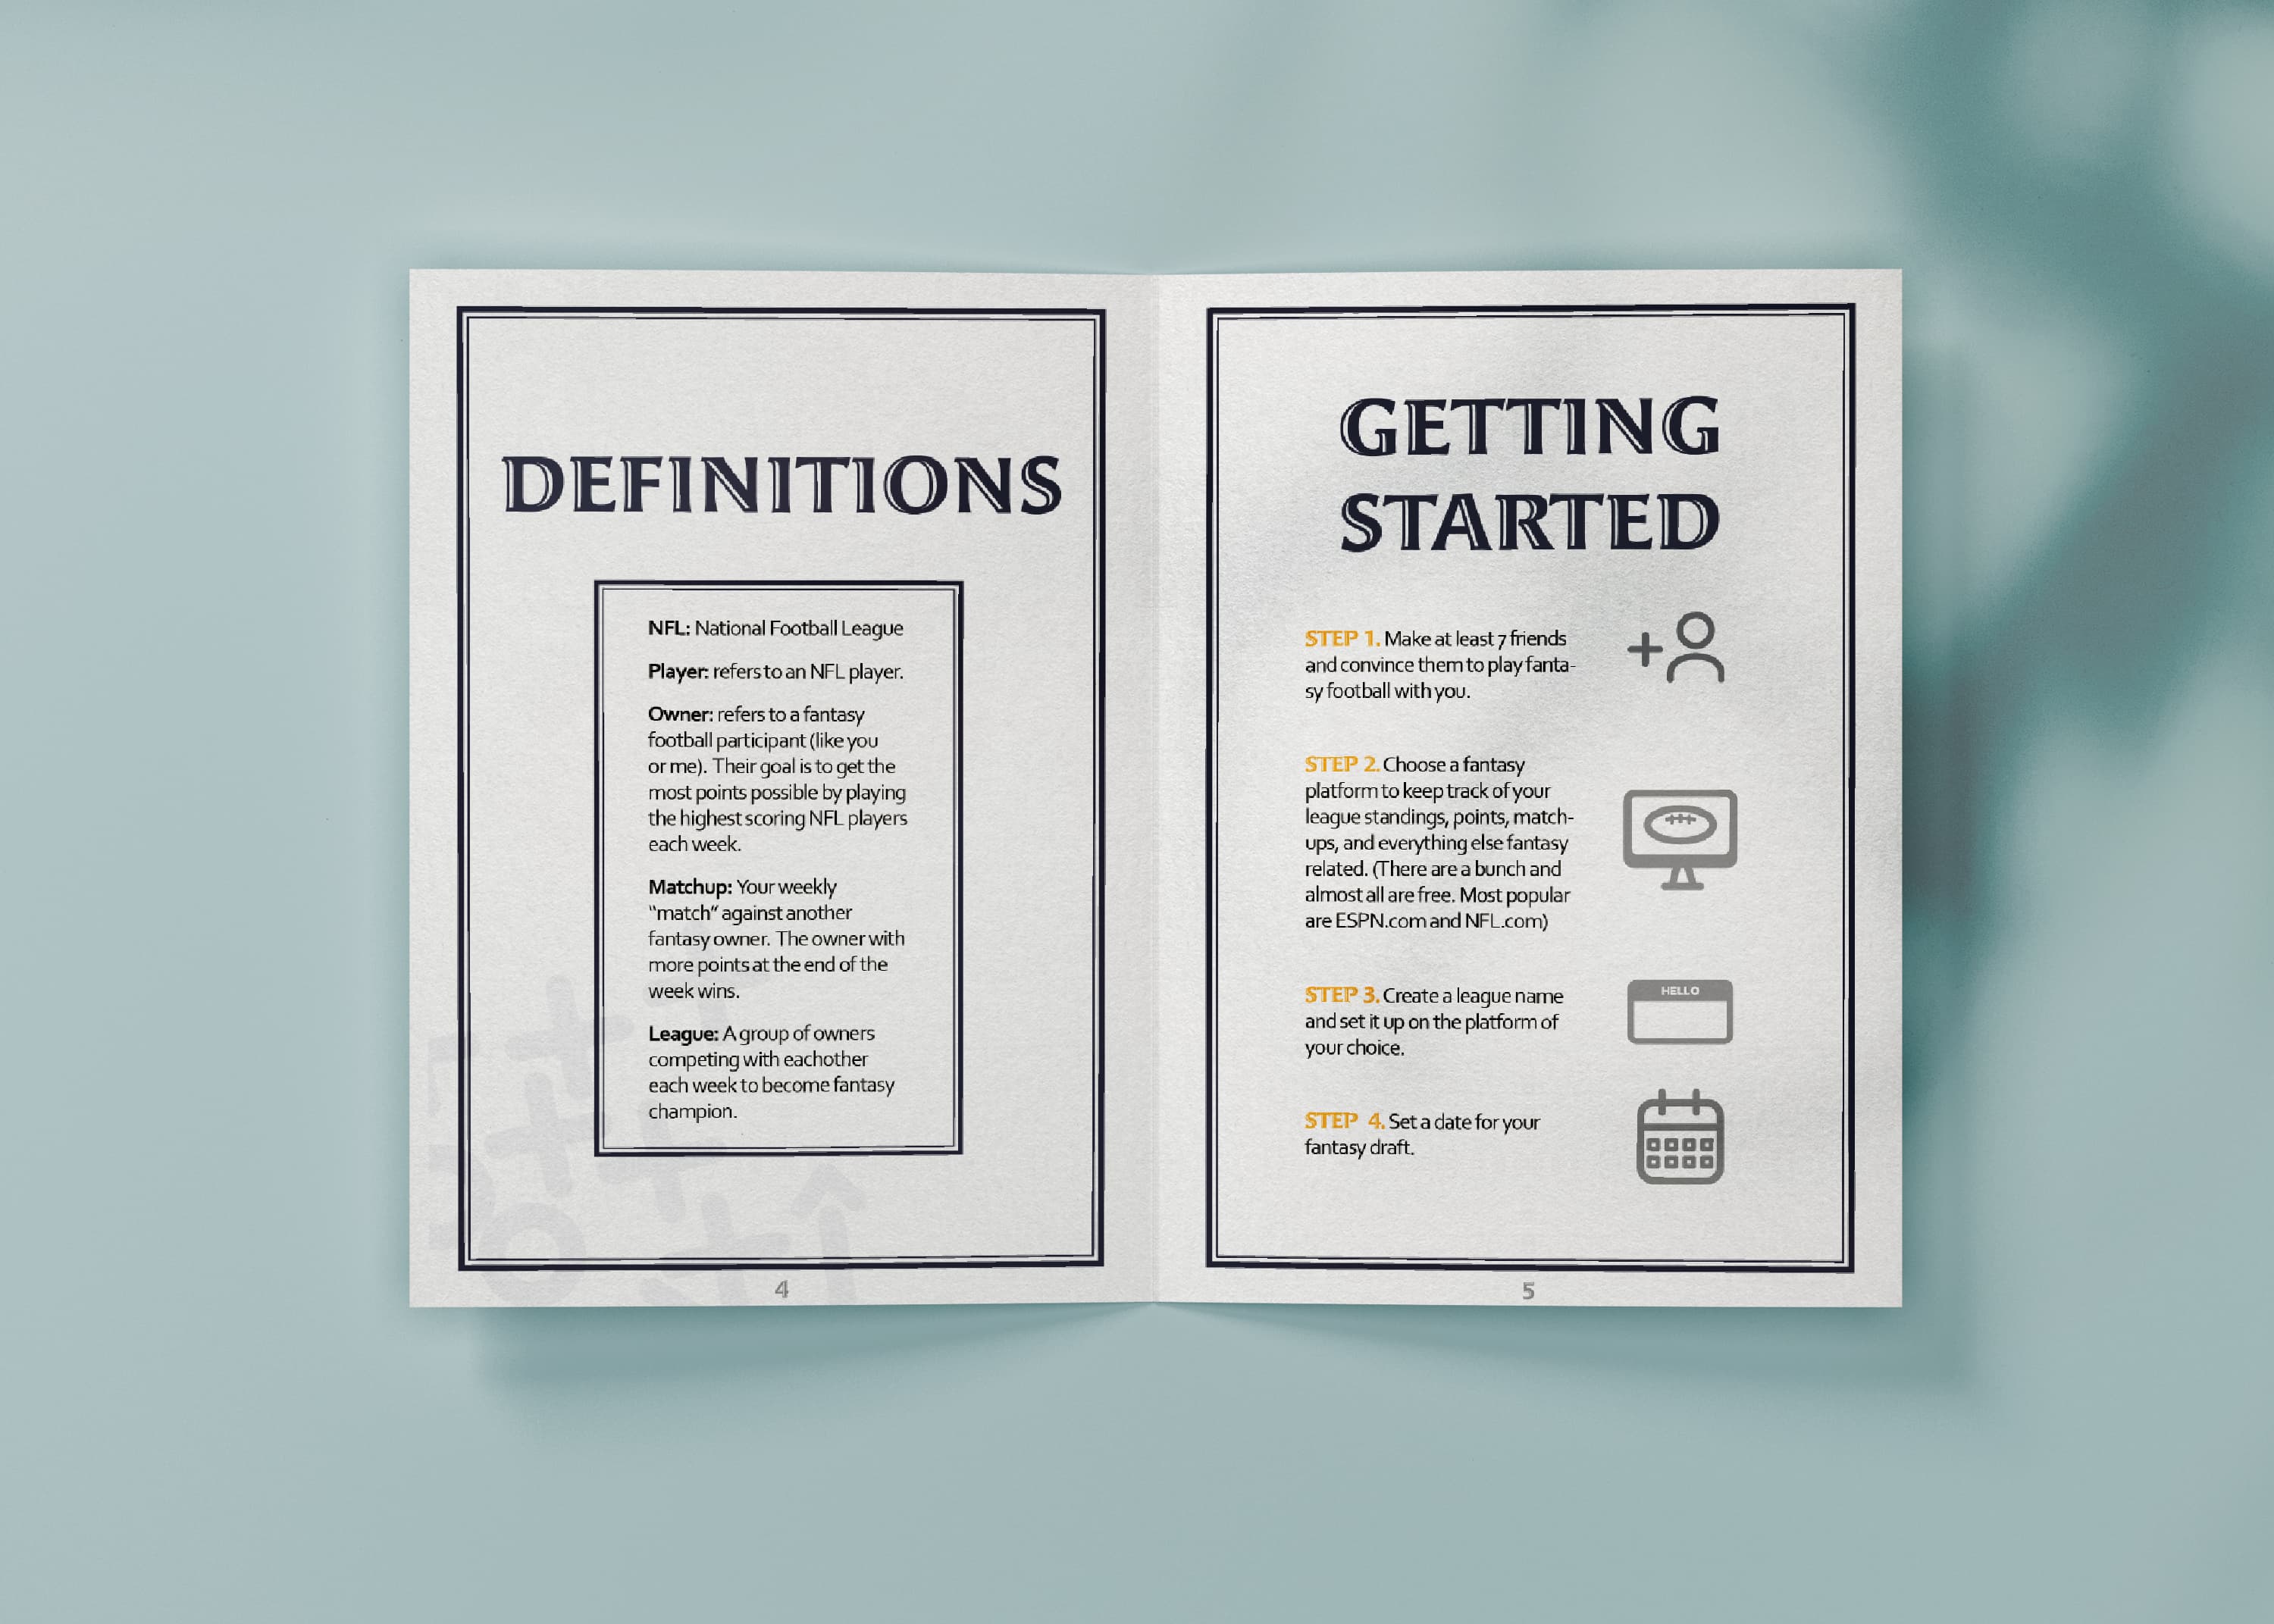 DEFINITIONS
NFL: National Football League
Player: refers to an NFL player.
Owner: refers to a fantasy
football participant (like you
or me). Their goal is to get the
most points possible by playing
the highest scoring NFL players
each week.
Matchup: Your weekly
"match" against another
fantasy owner. The owner with
more points at the end of the
week wins.
League: A group of owners
competing with eachother
each week to become fantasy
champion.
4
GETTING
STARTED
STEP 1. Make at least 7 friends
and convince them to play fanta-
sy football with you.
STEP 2. Choose a fantasy
platform to keep track of your
league standings, points, match-
ups, and everything else fantasy
related. (There are a bunch and
almost all are free. Most popular
are ESPN.com and NFL.com)
STEP 3. Create a league name
and set it up on the platform of
your choice.
HELLO
STEP 4. Set a date for your
fantasy draft.
5